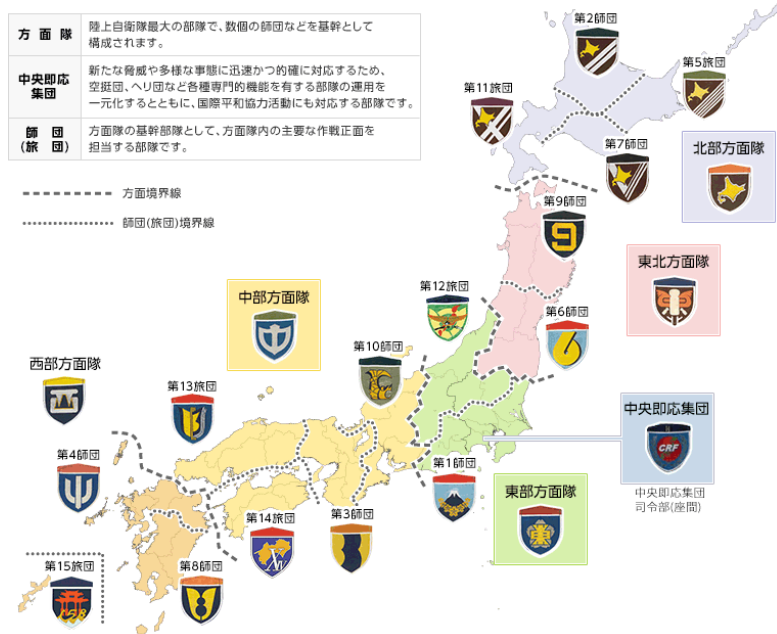 方面隊
陸上自衛隊最大の部隊で、数個の師団などを基幹として
構成されます。
中央即応
集団
新たな脅威や多様な事態に迅速かつ的確に対応するため、
空挺団、ヘリ団など各種専門的機能を有する部隊の運用を
一元化するとともに、国際平和協力活動にも対応する部隊です。
師団
(旅団)
方面隊の基幹部隊として、方面隊内の主要な作戦正面を
担当する部隊です。
方面境界線
師団(旅団)境界線
第2師団
第5師団
第11旅団
第7師団
北部方面隊
第9師団
9
東北方面隊
第12旅団
第6師団
6
中部方面隊
第10師団
西部方面隊
第13旅団
中央即応集団
CRF
中央即応集団
司令部(座間)
第4師団
第1師団
東部方面隊
第14旅団
XIV
第3師団
第15旅団
15B
第8師団